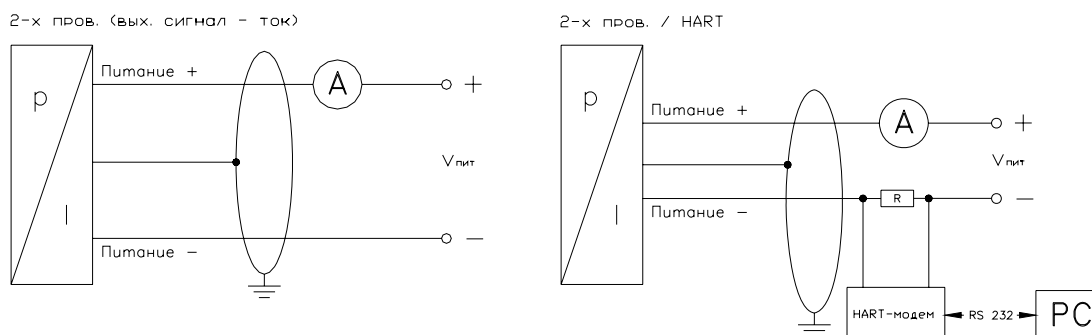 2-х пров. (вых. сигнал - ток)
p
I
Питание +
A
+
Vпит
Питание -
-
2-х пров. / HART
p
I
Питание +
A
+
Vпит
Питание -
R
-
HART-модем
RS 232
PC